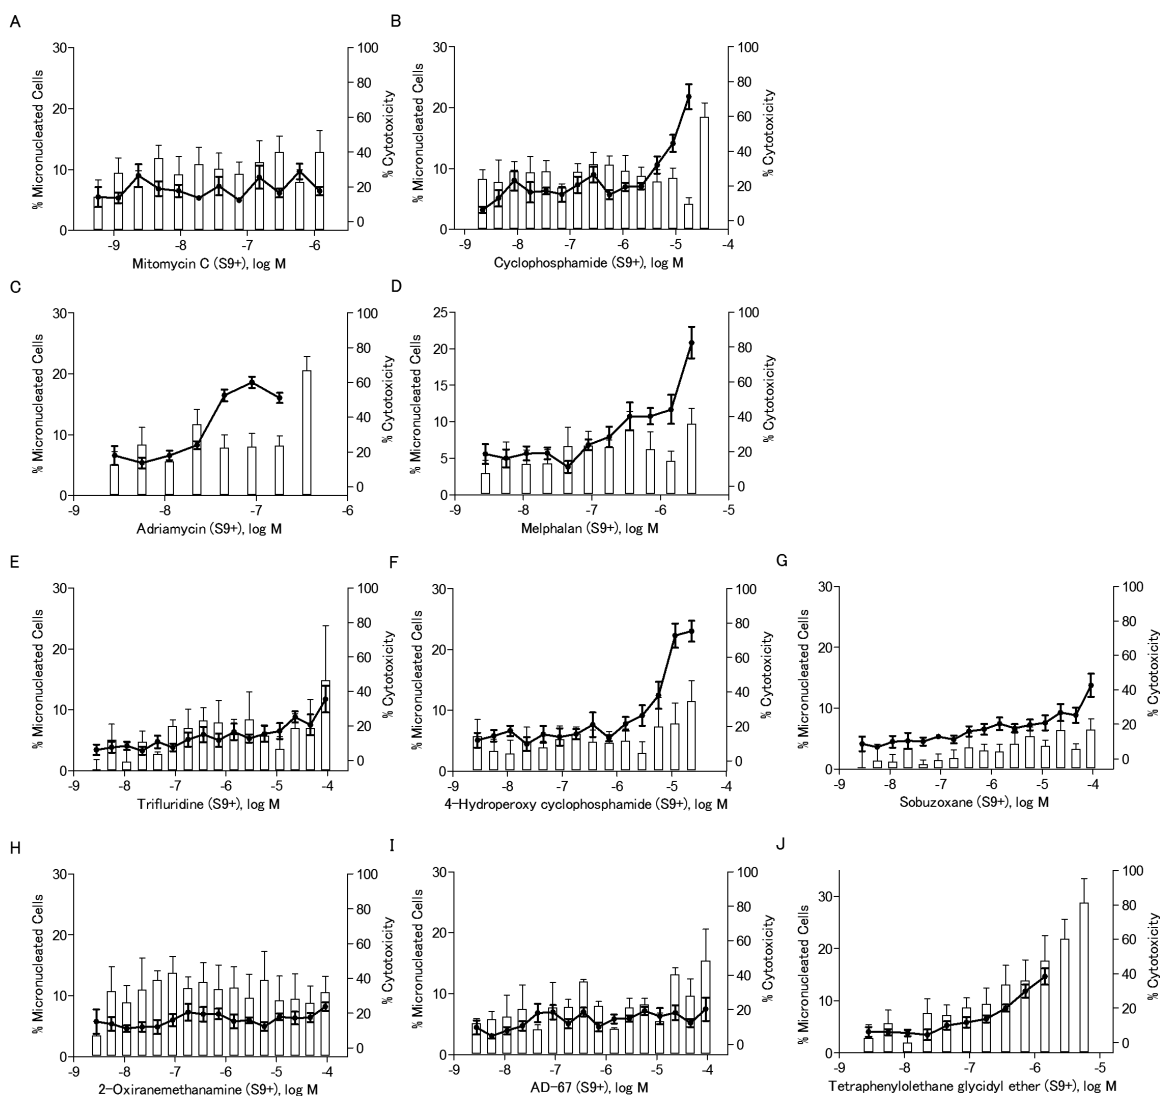 A
30
20
10
0
% Micronucleated Cells
100
80
60
40
20
0
% Cytotoxicity
-9 -8 -7 -6
Mitomycin C (S9+), log M
B
30
20
10
0
% Micronucleated Cells
100
80
60
40
20
0
% Cytotoxicity
-9 -8 -7 -6 -5 -4
Cyclophosphamide (S9+), log M
C
30
20
10
0
% Micronucleated Cells
100
80
60
40
20
0
% Cytotoxicity
-9 -8 -7 -6
Adriamycin (S9+), log M
D
25
20
15
10
5
0
% Micronucleated Cells
100
80
60
40
20
0
% Cytotoxicity
-9 -8 -7 -6 -5
Melphalan (S9+), log M
E
30
20
10
0
% Micronucleated Cells
100
80
60
40
20
0
% Cytotoxicity
-9 -8 -7 -6 -5 -4
Trifluridine (S9+), log M
F
30
20
10
0
% Micronucleated Cells
100
80
60
40
20
0
% Cytotoxicity
-9 -8 -7 -6 -5 -4
4-Hydroperoxy cyclophosphamide (S9+), log M
G
30
20
10
0
% Micronucleated Cells
100
80
60
40
20
0
% Cytotoxicity
-9 -8 -7 -6 -5 -4
Sobuzoxane (S9+), log M
H
30
20
10
0
% Micronucleated Cells
100
80
60
40
20
0
% Cytotoxicity
-9 -8 -7 -6 -5 -4
2-Oxiranemethanamine (S9+), log M
I
30
20
10
0
% Micronucleated Cells
100
80
60
40
20
0
% Cytotoxicity
-9 -8 -7 -6 -5 -4
AD-67 (S9+), log M
J
30
20
10
0
% Micronucleated Cells
100
80
60
40
20
0
% Cytotoxicity
-9 -8 -7 -6 -5
Tetraphenylolethane glycidyl ether (S9+), log M